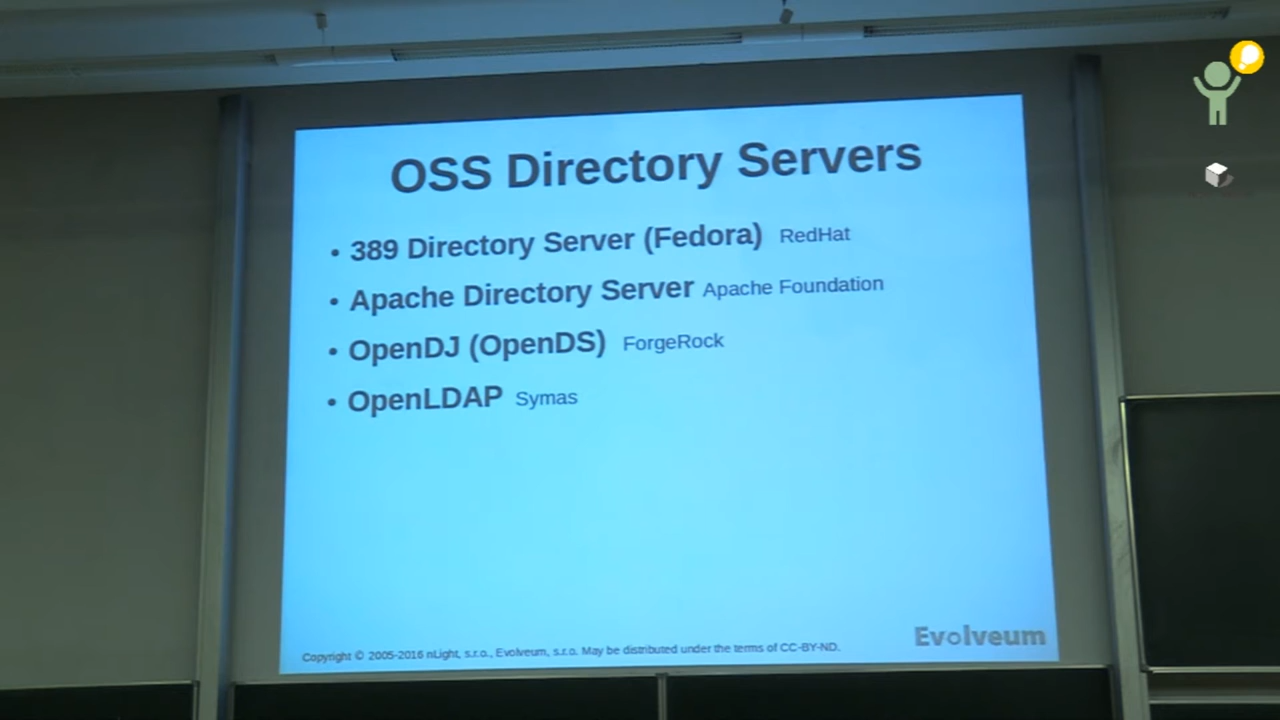 OSS Directory Servers
• 389 Directory Server (Fedora) RedHat
• Apache Directory Server Apache Foundation
• OpenDJ (OpenDS) ForgeRock
• OpenLDAP Symas
Evolveum
Copyright © 2005-2016 nLight, s.r.o., Evolveum, s.r.o. May be distributed under the terms of CC-BY-ND.